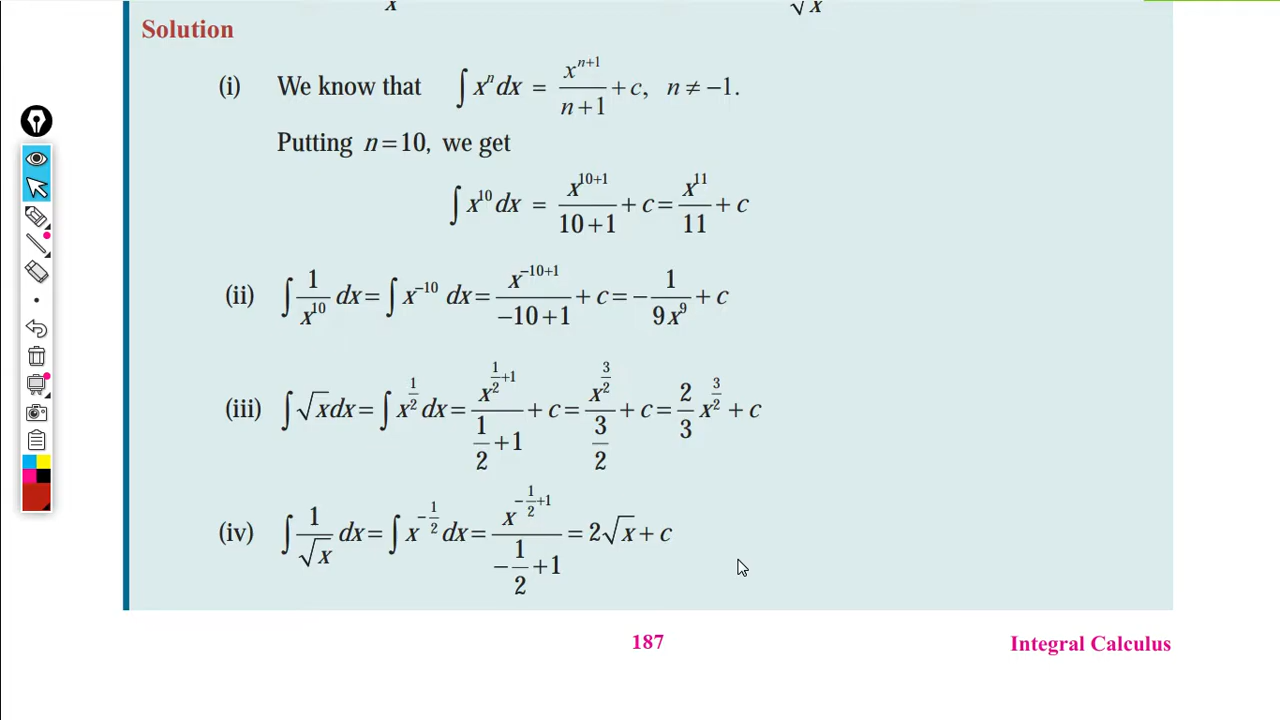 x √x
Solution
(i) We know that ∫ xⁿ dx = xⁿ⁺¹/(n+1) + c, n ≠ −1.
Putting n = 10, we get
∫ x¹⁰ dx = x¹⁰⁺¹/(10+1) + c = x¹¹/11 + c
(ii) ∫ 1/x¹⁰ dx = ∫ x⁻¹⁰ dx = x⁻¹⁰⁺¹/(−10+1) + c = −1/(9x⁹) + c
(iii) ∫ √x dx = ∫ x^(1/2) dx = x^(1/2+1)/(1/2+1) + c = x^(3/2)/(3/2) + c = 2/3 x^(3/2) + c
(iv) ∫ 1/√x dx = ∫ x^(−1/2) dx = x^(−1/2+1)/(−1/2+1) = 2√x + c
187 Integral Calculus